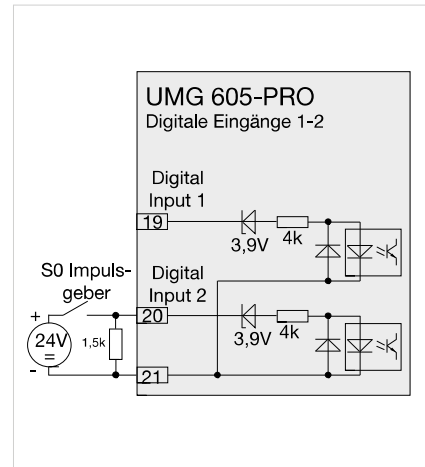 UMG 605-PRO
Digitale Eingänge 1-2
Digital
Input 1
19
3,9V
4k
S0 Impuls-
geber
Digital
Input 2
20
3,9V
4k
+
24V
=
-
1,5k
21